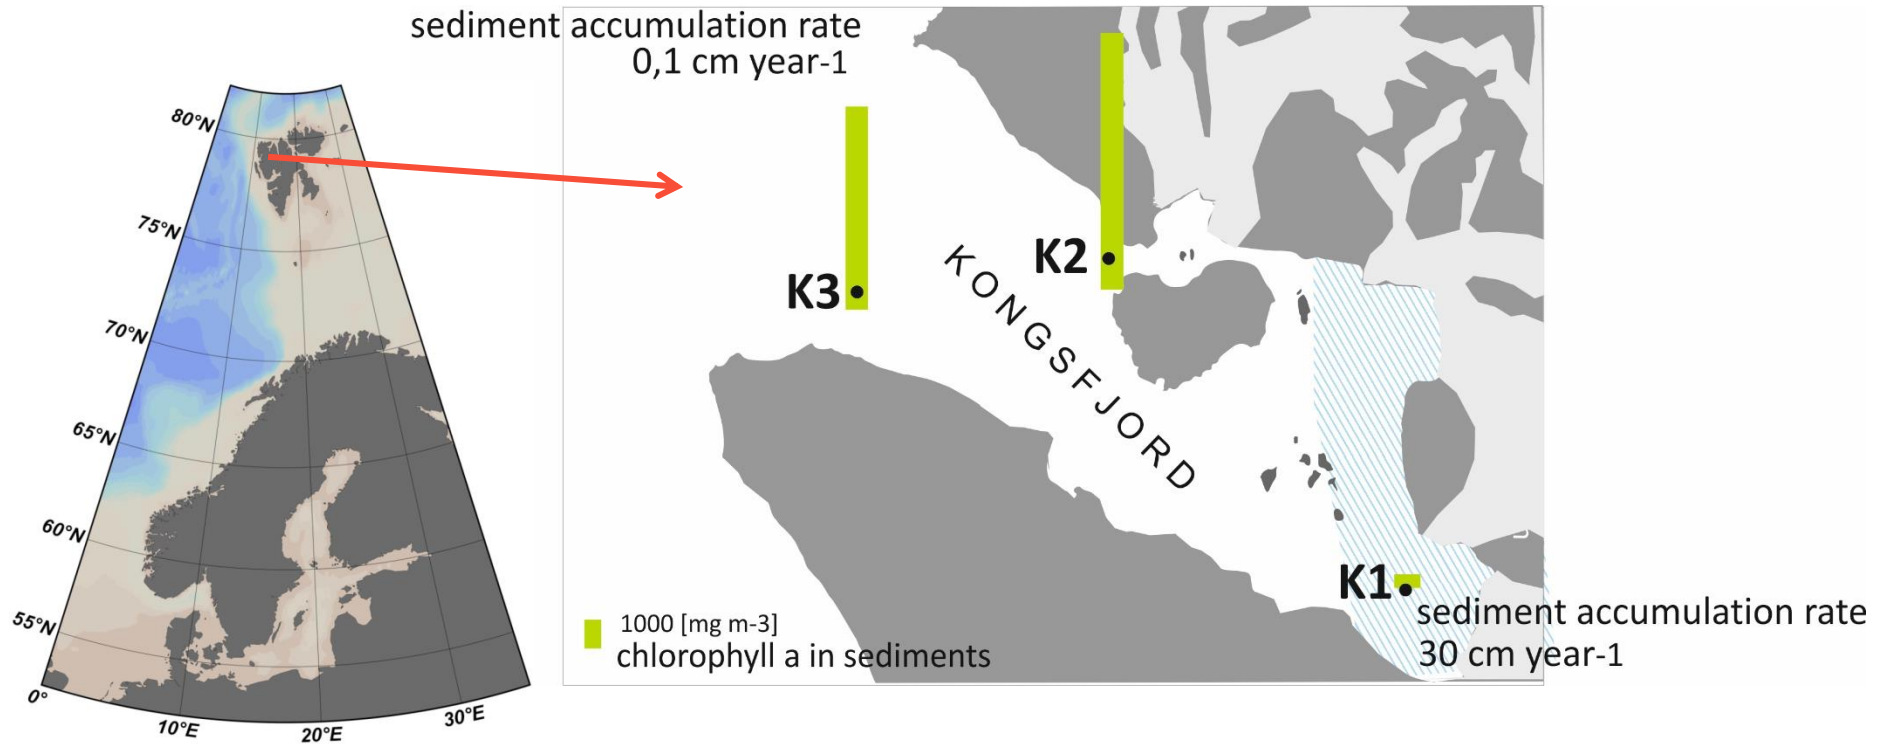 sediment accumulation rate
0,1 cm year-1
80°N
75°N
70°N
65°N
60°N
55°N
0°
10°E
20°E
30°E
K3
K2
KONGSFJORD
K1
sediment accumulation rate
30 cm year-1
1000 [mg m-3]
chlorophyll a in sediments